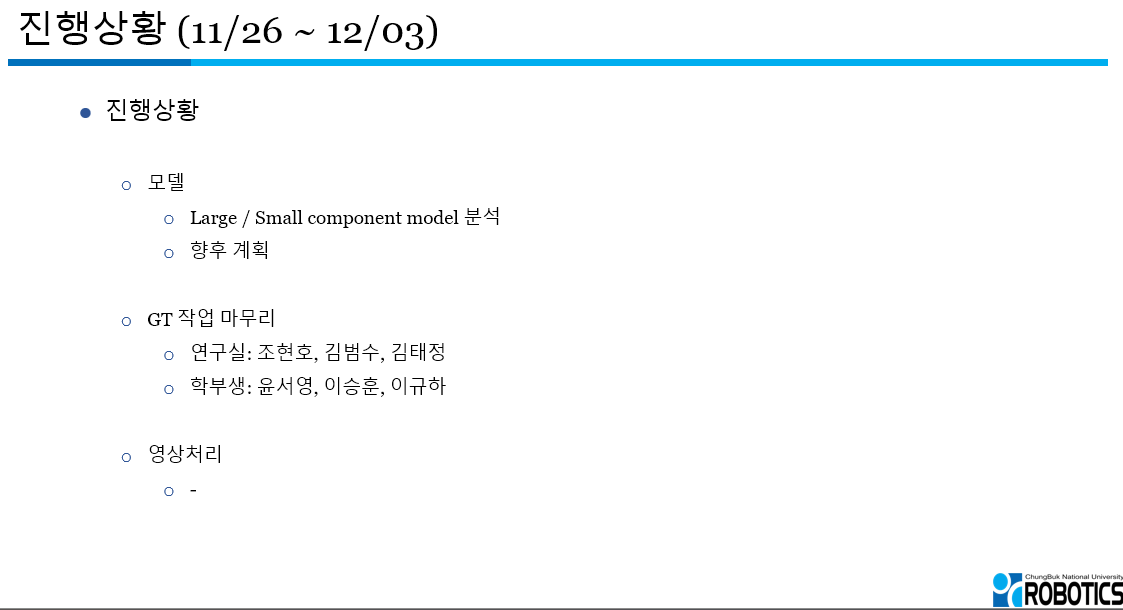 진행상황 (11/26 ~ 12/03)
진행상황
모델
Large / Small component model 분석
향후 계획
GT 작업 마무리
연구실: 조현호, 김범수, 김태정
학부생: 윤서영, 이승훈, 이규하
영상처리
-
ChungBuk National University
ROBOTICS